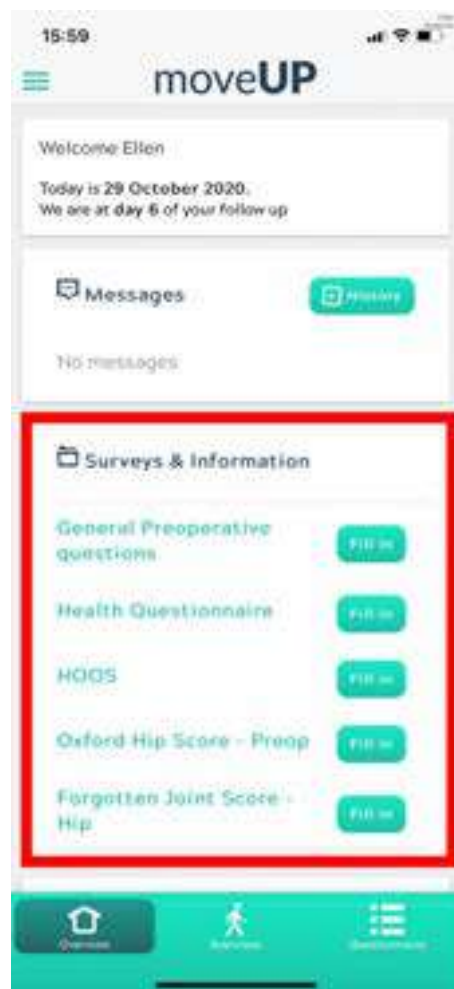 15:59
moveUP
Welcome Ellen
Today is 29 October 2020.
We are at day 6 of your follow up
Messages
History
No messages
Surveys & Information
General Preoperative
questions
Fill in
Health Questionnaire
Fill in
HOOS
Fill in
Oxford Hip Score - Preop
Fill in
Forgotten Joint Score -
Hip
Fill in
Overview